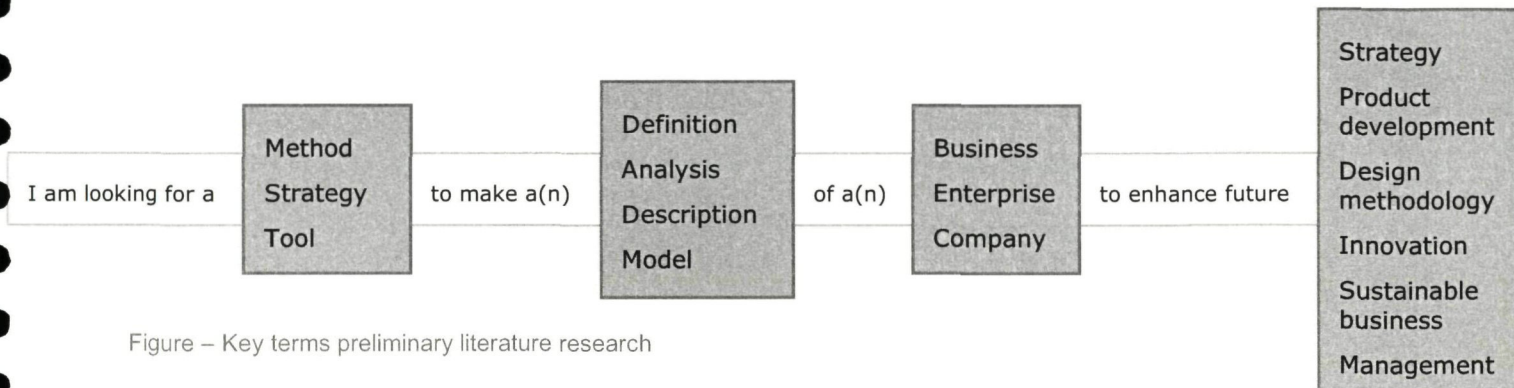 I am looking for a
Method
Strategy
Tool
to make a(n)
Definition
Analysis
Description
Model
of a(n)
Business
Enterprise
Company
to enhance future
Strategy
Product
development
Design
methodology
Innovation
Sustainable
business
Management
Figure – Key terms preliminary literature research